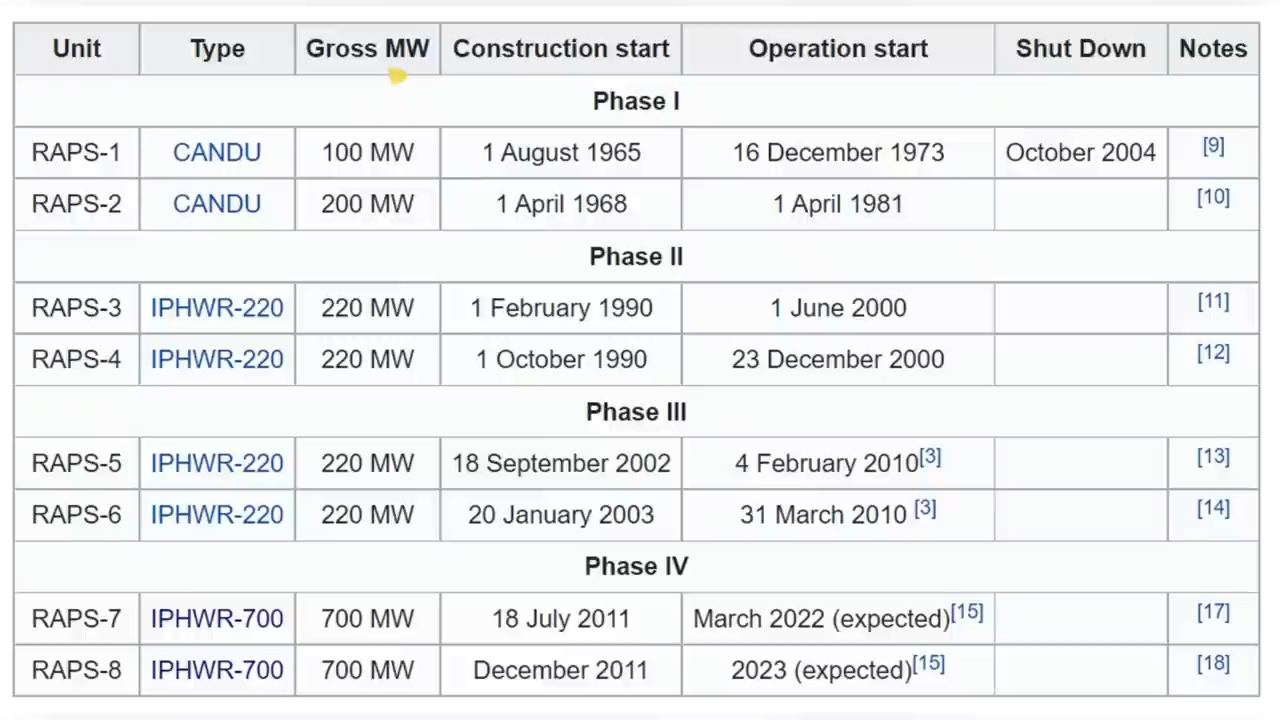 Unit Type Gross MW Construction start Operation start Shut Down Notes
Phase I
RAPS-1 CANDU 100 MW 1 August 1965 16 December 1973 October 2004 [9]
RAPS-2 CANDU 200 MW 1 April 1968 1 April 1981 [10]
Phase II
RAPS-3 IPHWR-220 220 MW 1 February 1990 1 June 2000 [11]
RAPS-4 IPHWR-220 220 MW 1 October 1990 23 December 2000 [12]
Phase III
RAPS-5 IPHWR-220 220 MW 18 September 2002 4 February 2010[3] [13]
RAPS-6 IPHWR-220 220 MW 20 January 2003 31 March 2010 [3] [14]
Phase IV
RAPS-7 IPHWR-700 700 MW 18 July 2011 March 2022 (expected)[15] [17]
RAPS-8 IPHWR-700 700 MW December 2011 2023 (expected)[15] [18]